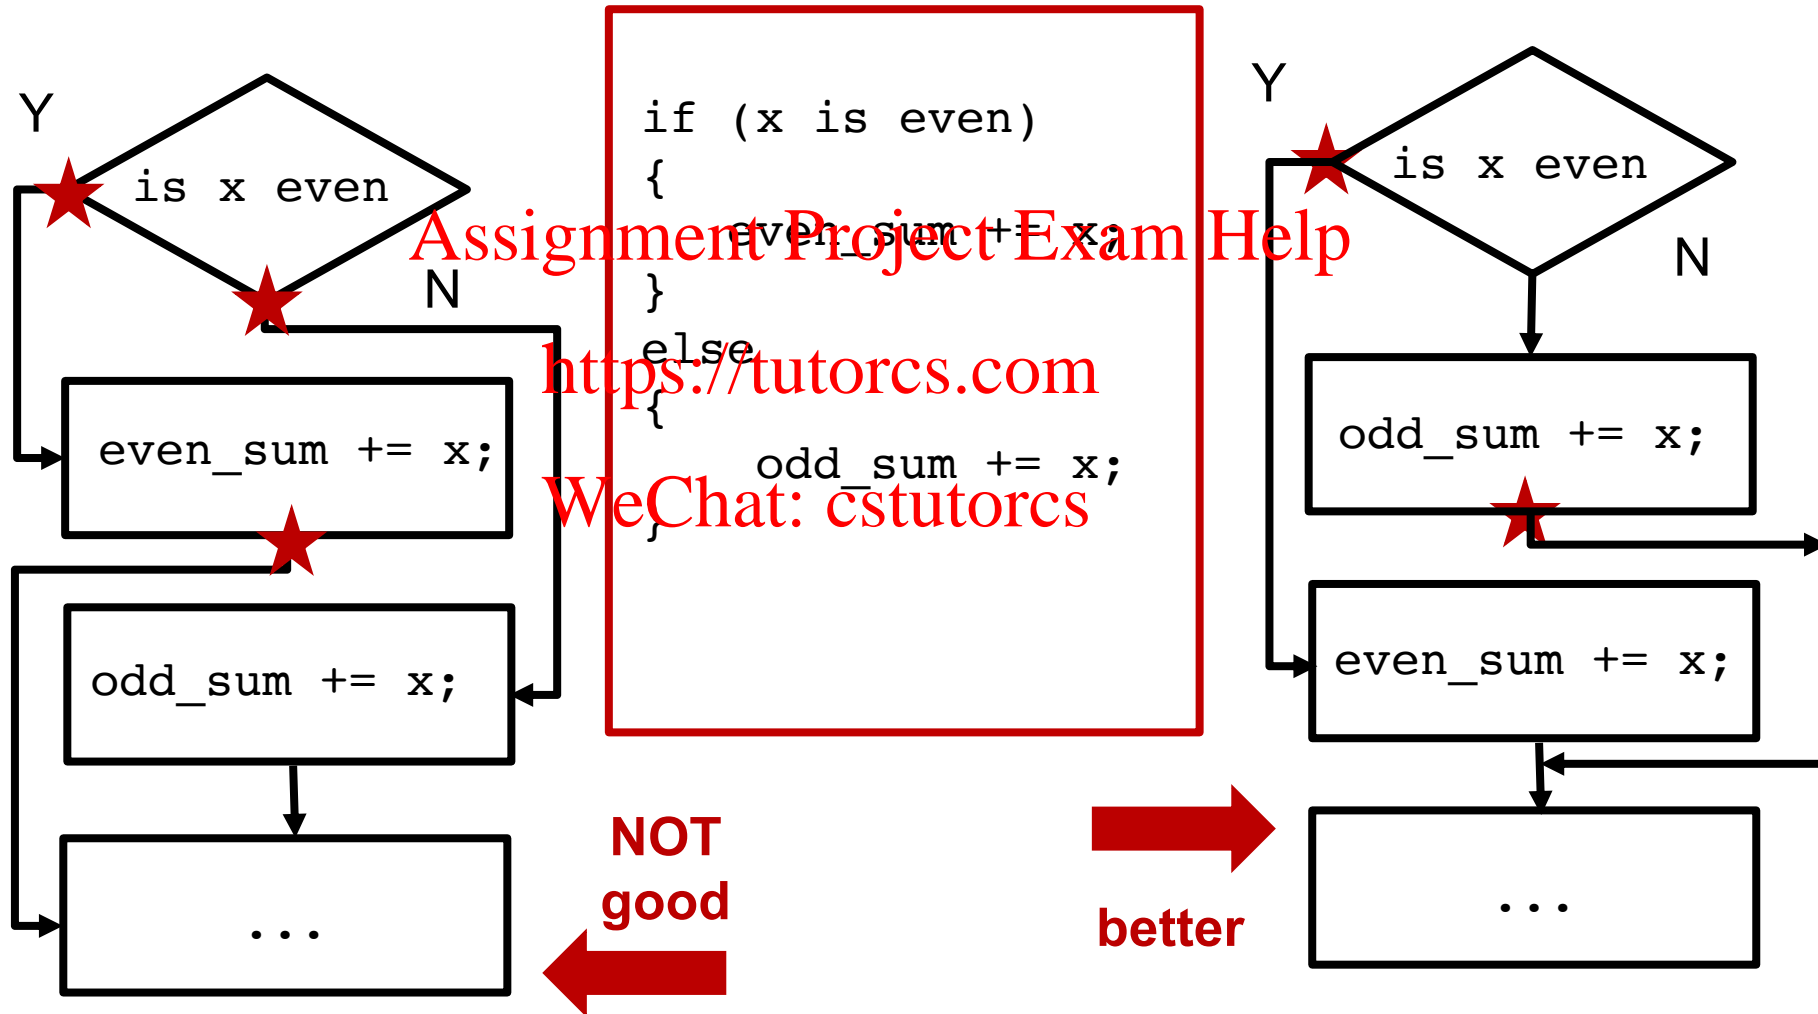 Y
is x even
N
even_sum += x;
odd_sum += x;
...
if (x is even)
{
even_sum += x;
}
else
{
odd_sum += x;
}
Assignment Project Exam Help
https://tutorcs.com
WeChat: cstutorcs
NOT
good
better
Y
is x even
N
odd_sum += x;
even_sum += x;
...